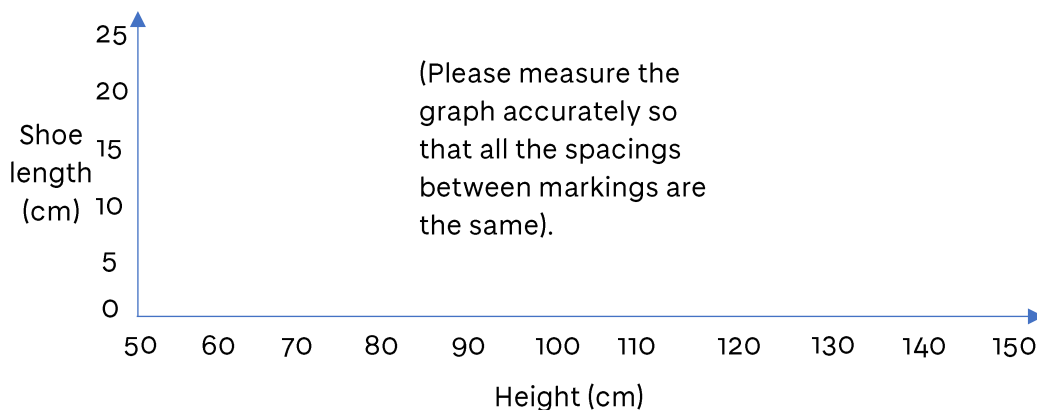 25
20
15
10
5
0
Shoe
length
(cm)
(Please measure the
graph accurately so
that all the spacings
between markings are
the same).
50 60 70 80 90 100 110 120 130 140 150
Height (cm)